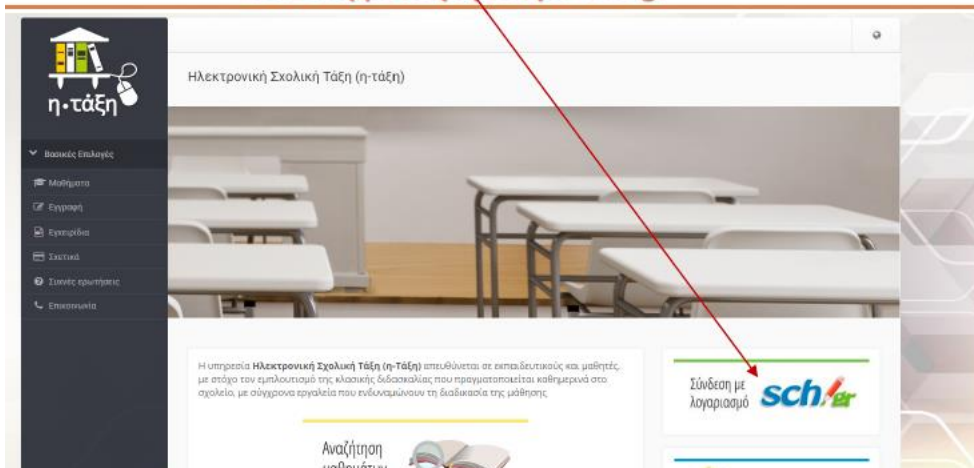 η•τάξη
Βασικές Επιλογές
Μαθήματα
Εγγραφή
Εγχειρίδια
Σχετικά
Συχνές ερωτήσεις
Επικοινωνία
Ηλεκτρονική Σχολική Τάξη (η-τάξη)
Η υπηρεσία Ηλεκτρονική Σχολική Τάξη (η-Τάξη) απευθύνεται σε εκπαιδευτικούς και μαθητές,
με στόχο τον εμπλουτισμό της κλασικής διδασκαλίας που πραγματοποιείται καθημερινά στο
σχολείο, με σύγχρονα εργαλεία που ενδυναμώνουν τη διαδικασία της μάθησης
Αναζήτηση
μαθημάτων
Σύνδεση με
λογαριασμό
sch.gr